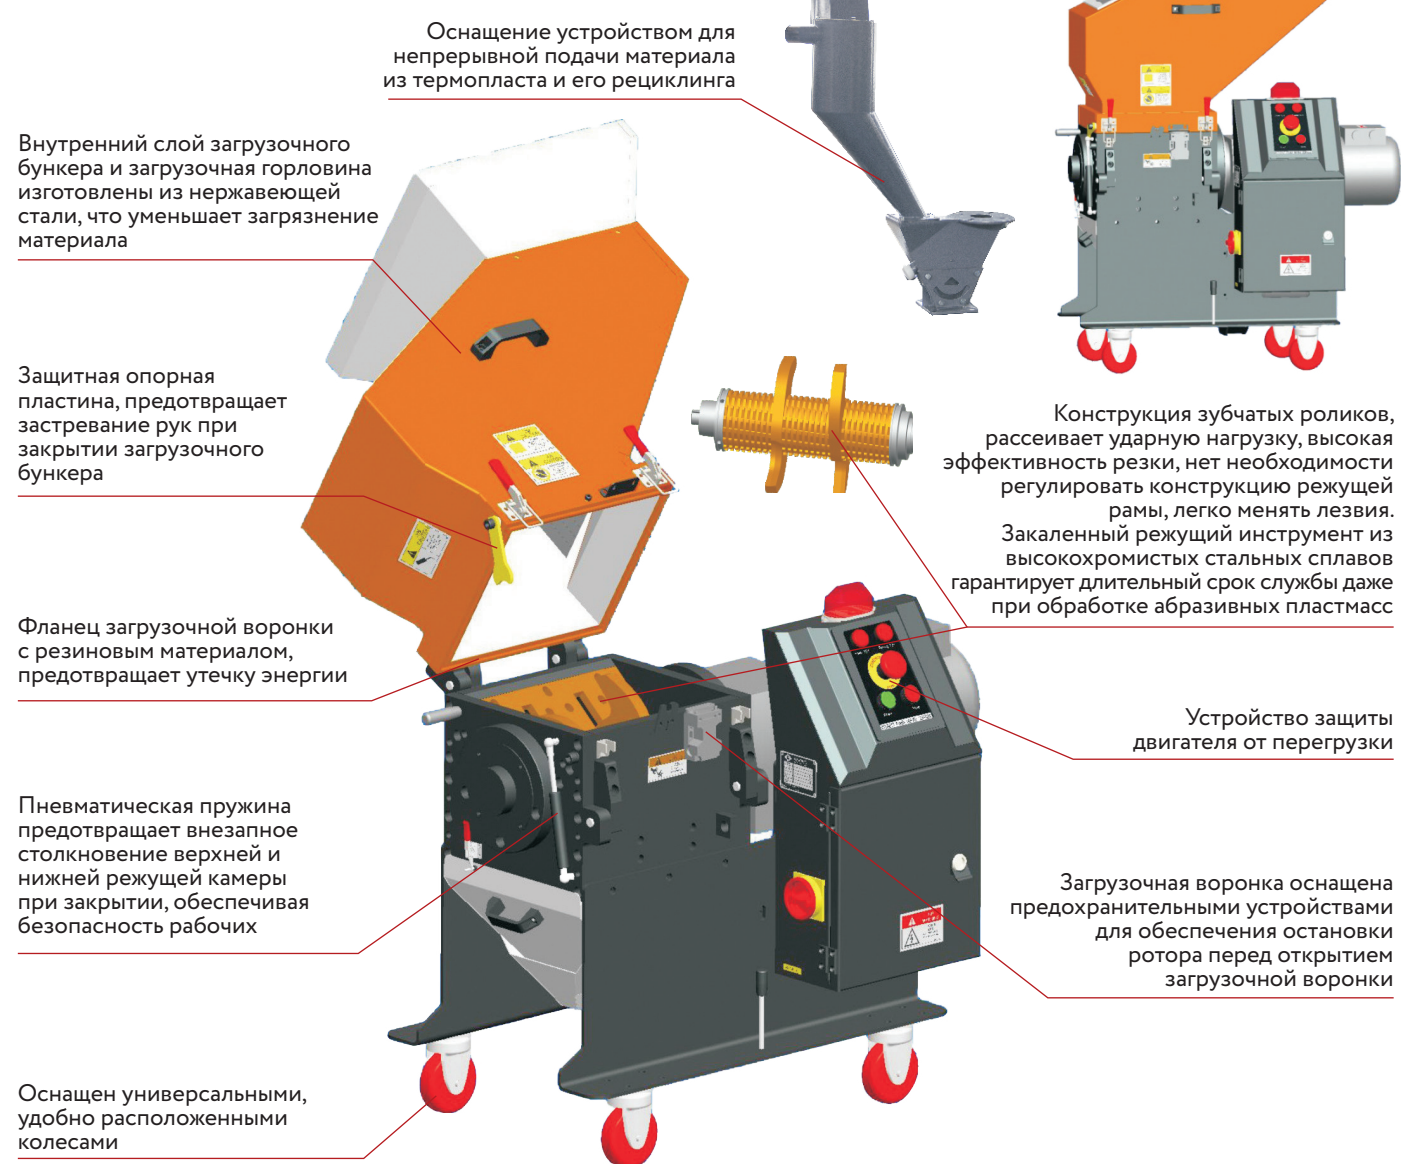 Оснащение устройством для
непрерывной подачи материала
из термопласта и его рециклинга
Внутренний слой загрузочного
бункера и загрузочная горловина
изготовлены из нержавеющей
стали, что уменьшает загрязнение
материала
Защитная опорная
пластина, предотвращает
застревание рук при
закрытии загрузочного
бункера
Конструкция зубчатых роликов,
рассеивает ударную нагрузку, высокая
эффективность резки, нет необходимости
регулировать конструкцию режущей
рамы, легко менять лезвия.
Закаленный режущий инструмент из
высокохромистых стальных сплавов
гарантирует длительный срок службы даже
при обработке абразивных пластмасс
Фланец загрузочной воронки
с резиновым материалом,
предотвращает утечку энергии
Устройство защиты
двигателя от перегрузки
Пневматическая пружина
предотвращает внезапное
столкновение верхней и
нижней режущей камеры
при закрытии, обеспечивая
безопасность рабочих
Загрузочная воронка оснащена
предохранительными устройствами
для обеспечения остановки
ротора перед открытием
загрузочной воронки
Оснащен универсальными,
удобно расположенными
колесами